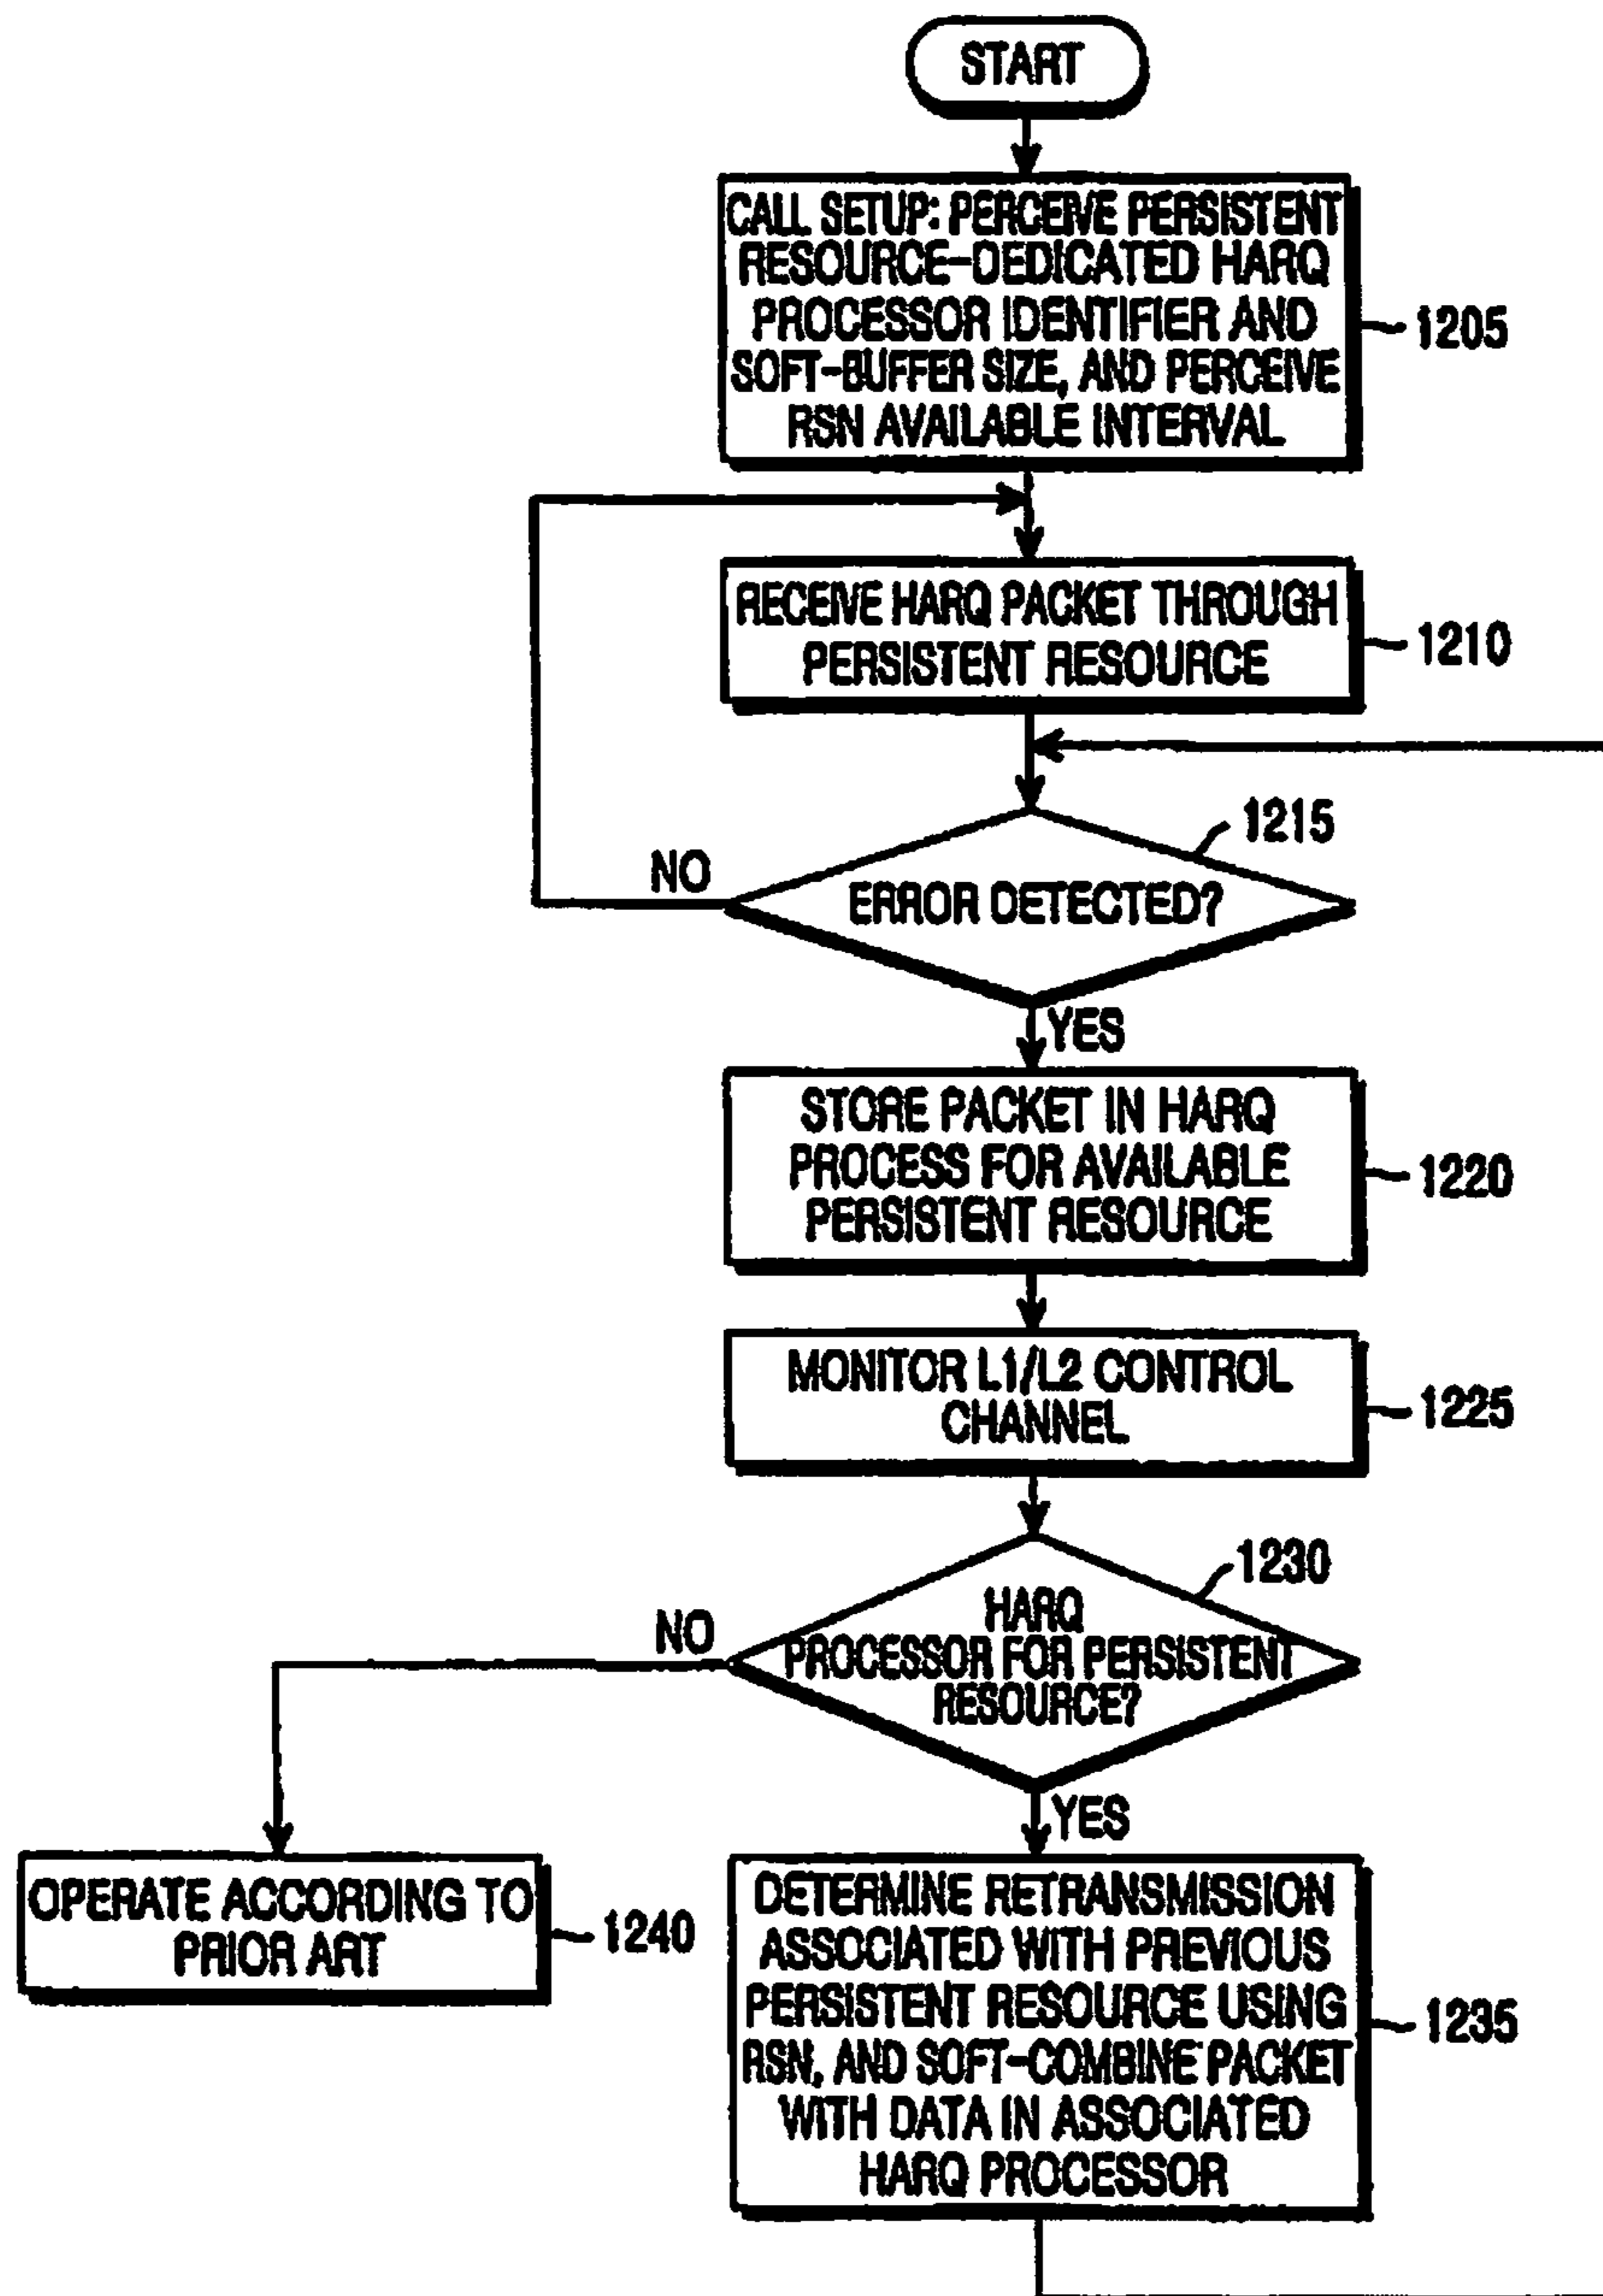 START
CALL SETUP: PERCEIVE PERSISTENT
RESOURCE-DEDICATED HARQ
PROCESSOR IDENTIFIER AND
SOFT-BUFFER SIZE, AND PERCEIVE
RSN AVAILABLE INTERVAL
1205
RECEIVE HARQ PACKET THROUGH
PERSISTENT RESOURCE
1210
1215
NO
ERROR DETECTED?
YES
STORE PACKET IN HARQ
PROCESS FOR AVAILABLE
PERSISTENT RESOURCE
1220
MONITOR L1/L2 CONTROL
CHANNEL
1225
1230
NO
HARQ
PROCESSOR FOR PERSISTENT
RESOURCE?
YES
OPERATE ACCORDING TO
PRIOR ART
1240
DETERMINE RETRANSMISSION
ASSOCIATED WITH PREVIOUS
PERSISTENT RESOURCE USING
RSN, AND SOFT-COMBINE PACKET
WITH DATA IN ASSOCIATED
HARQ PROCESSOR
1235